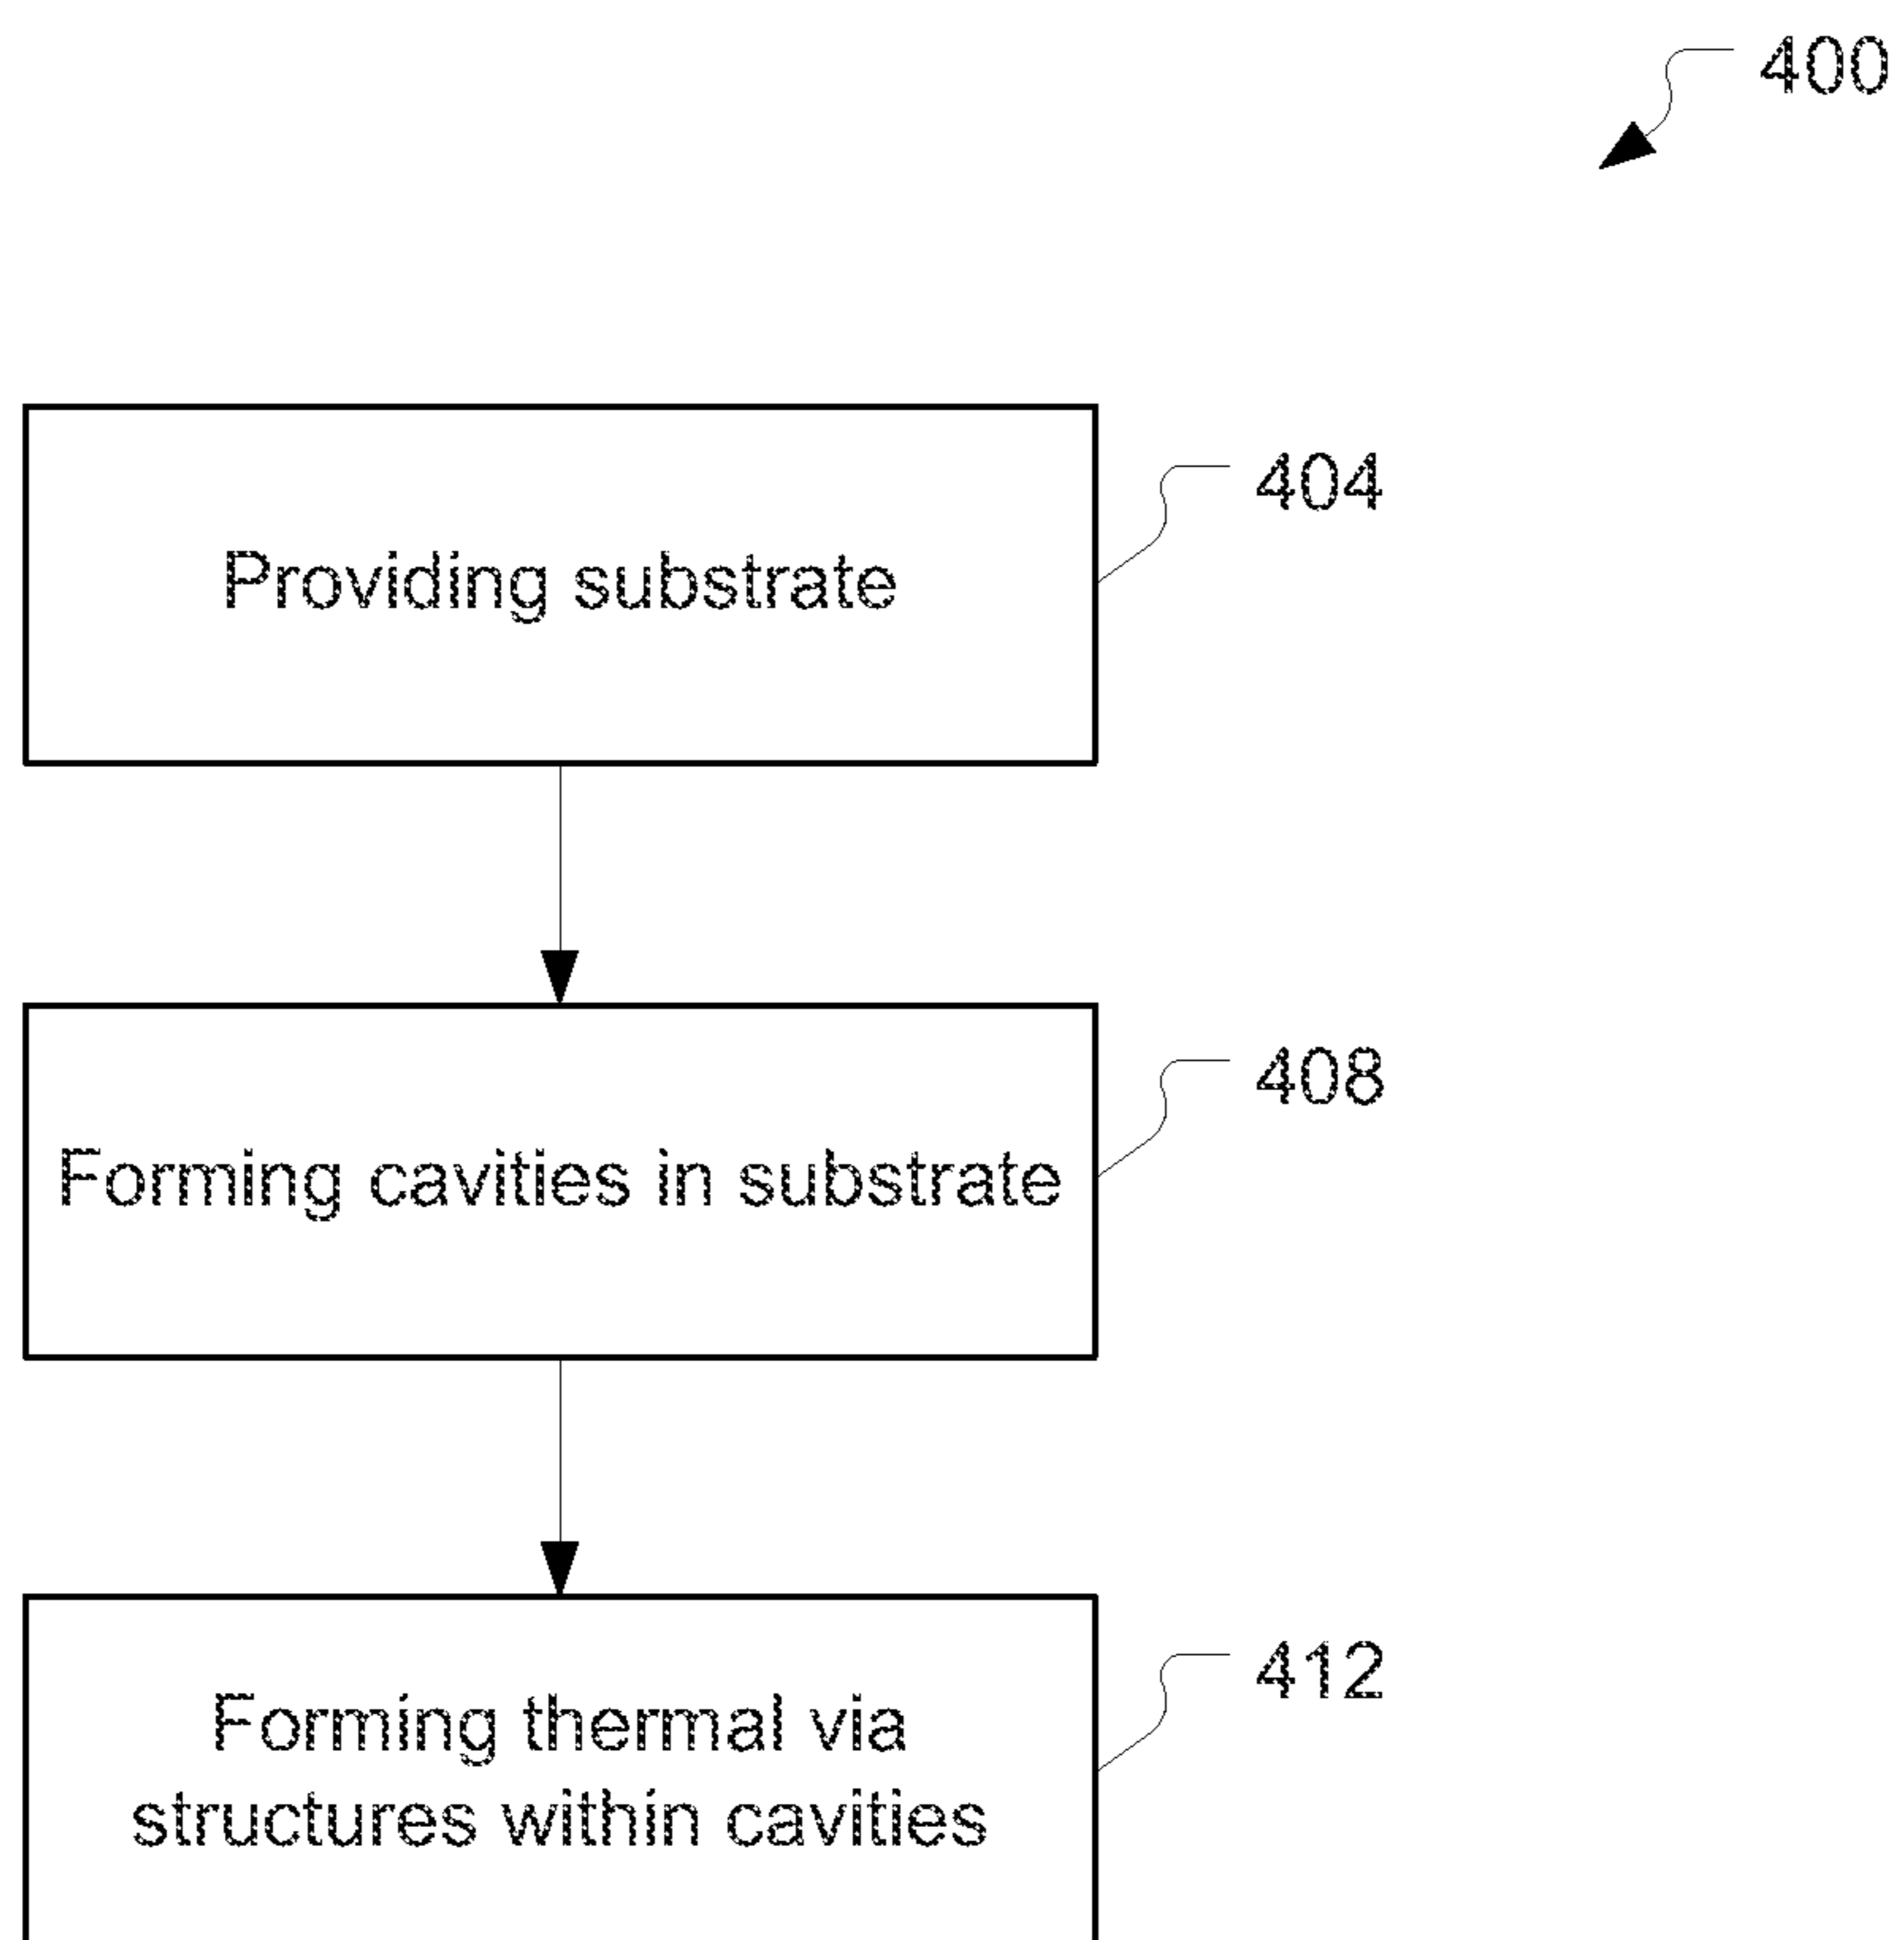 400
Providing substrate
404
Forming cavities in substrate
408
Forming thermal via
structures within cavities
412